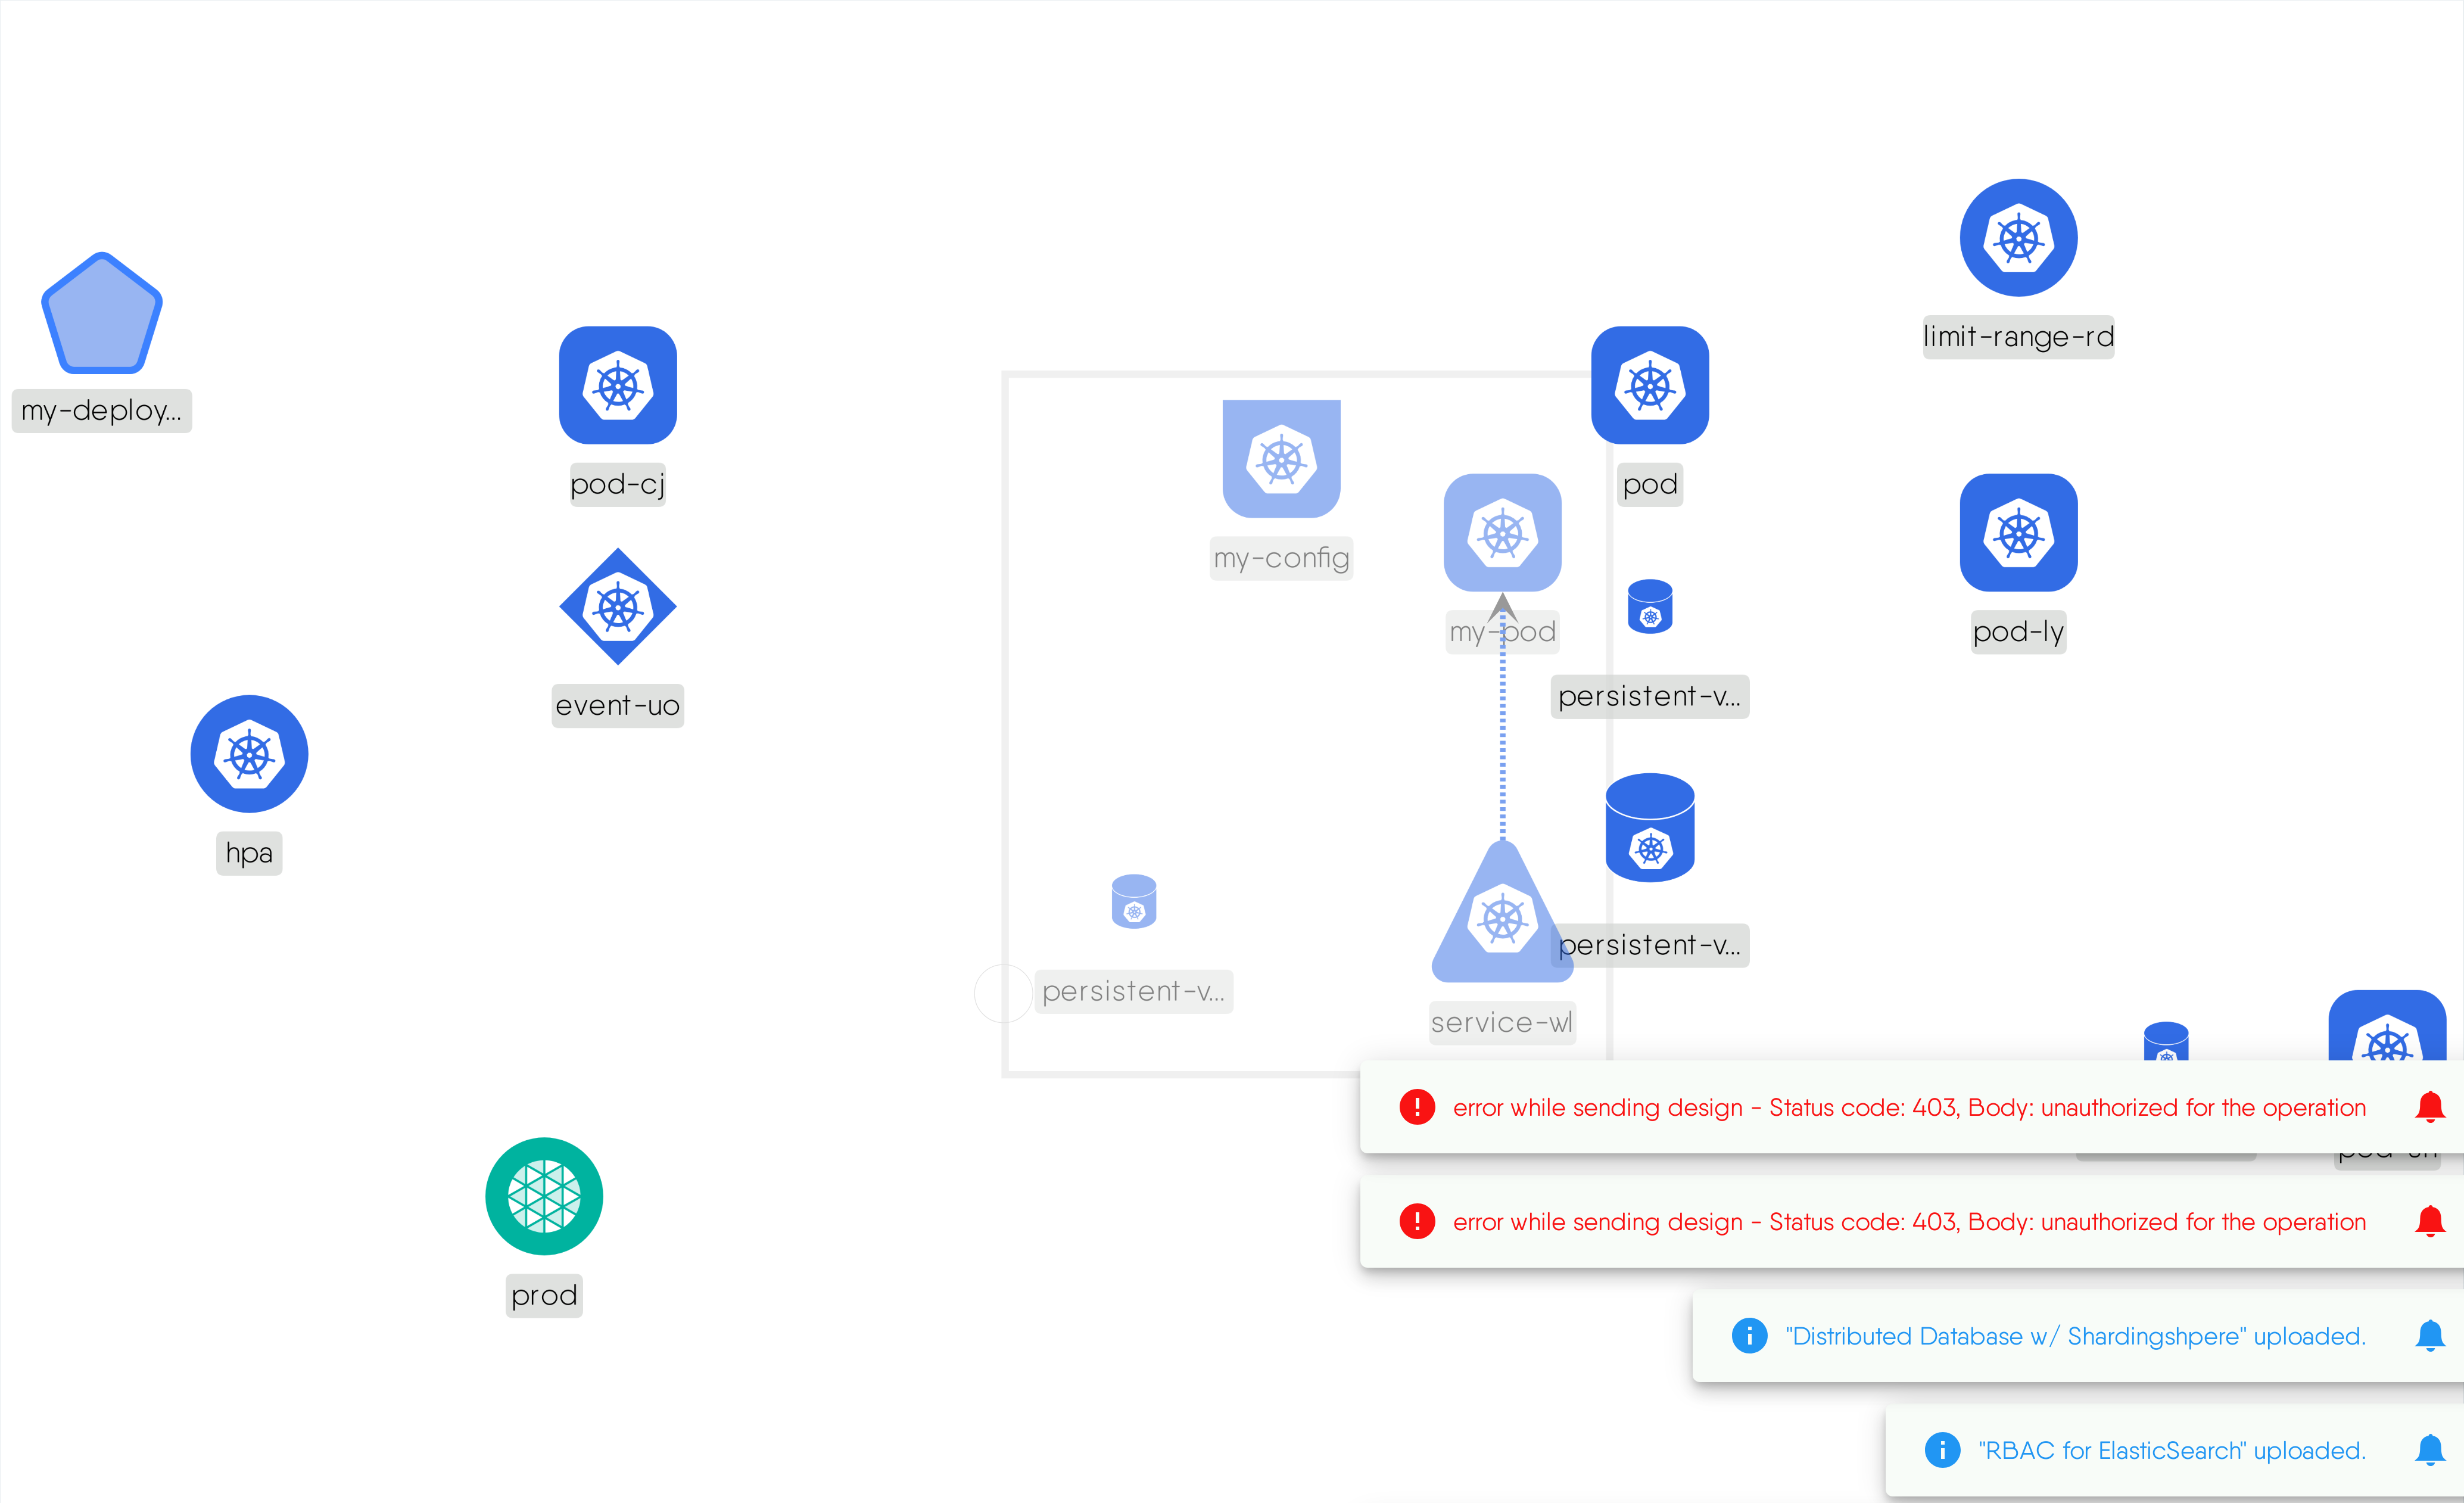 limit-range-rd
my-deploy...
pod-cj
pod
my-config
my-pod
pod-ly
persistent-v...
event-uo
hpa
persistent-v...
persistent-v...
service-wl
error while sending design - Status code: 403, Body: unauthorized for the operation
error while sending design - Status code: 403, Body: unauthorized for the operation
prod
"Distributed Database w/ Shardingshpere" uploaded.
"RBAC for ElasticSearch" uploaded.